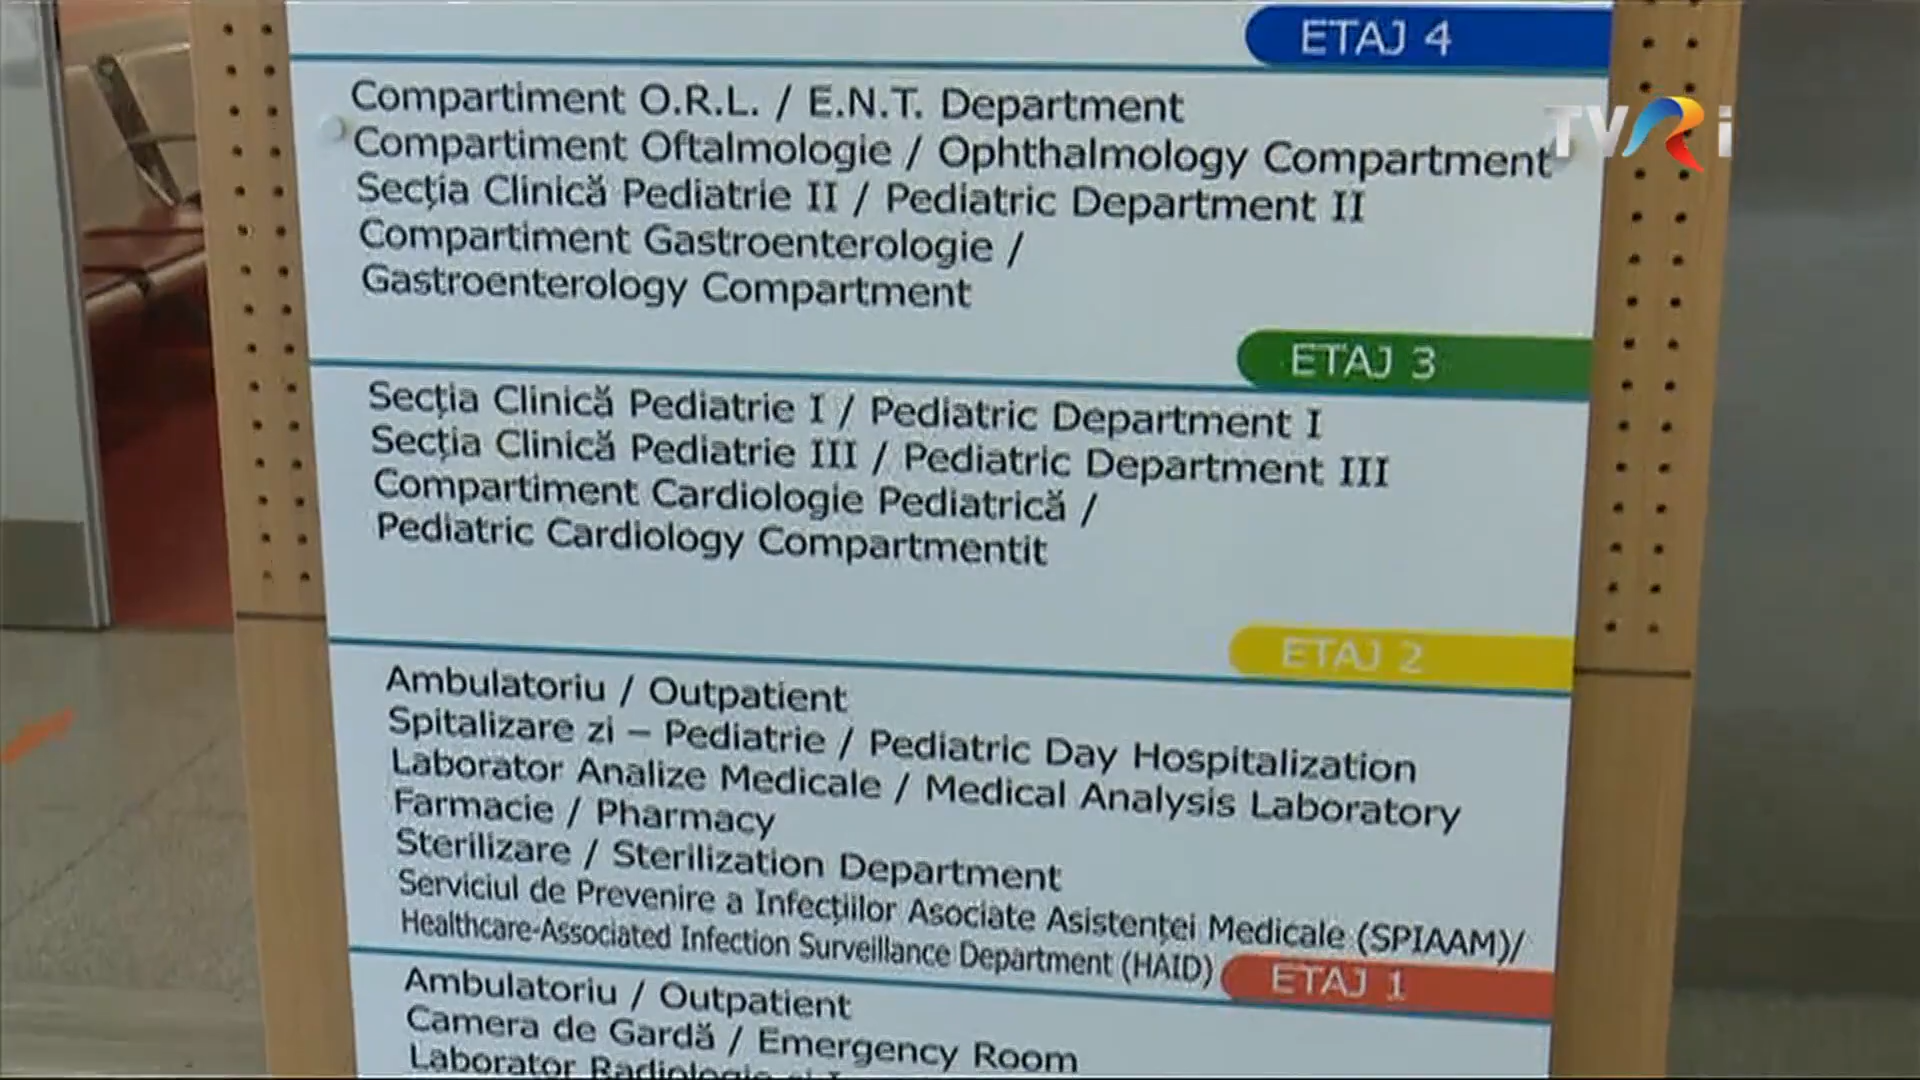 ETAJ 4
Compartiment O.R.L. / E.N.T. Department
Compartiment Oftalmologie / Ophthalmology Compartment
Secția Clinică Pediatrie II / Pediatric Department II
Compartiment Gastroenterologie /
Gastroenterology Compartment
TVRi
ETAJ 3
Secția Clinică Pediatrie I / Pediatric Department I
Secția Clinică Pediatrie III / Pediatric Department III
Compartiment Cardiologie Pediatrică /
Pediatric Cardiology Compartmentit
ETAJ 2
Ambulatoriu / Outpatient
Spitalizare zi – Pediatrie / Pediatric Day Hospitalization
Laborator Analize Medicale / Medical Analysis Laboratory
Farmacie / Pharmacy
Sterilizare / Sterilization Department
Serviciul de Prevenire a Infecțiilor Asociate Asistenței Medicale (SPIAAM)/
Healthcare-Associated Infection Surveillance Department (HAID)
ETAJ 1
Ambulatoriu / Outpatient
Camera de Gardă / Emergency Room
Laborator Radiologie și